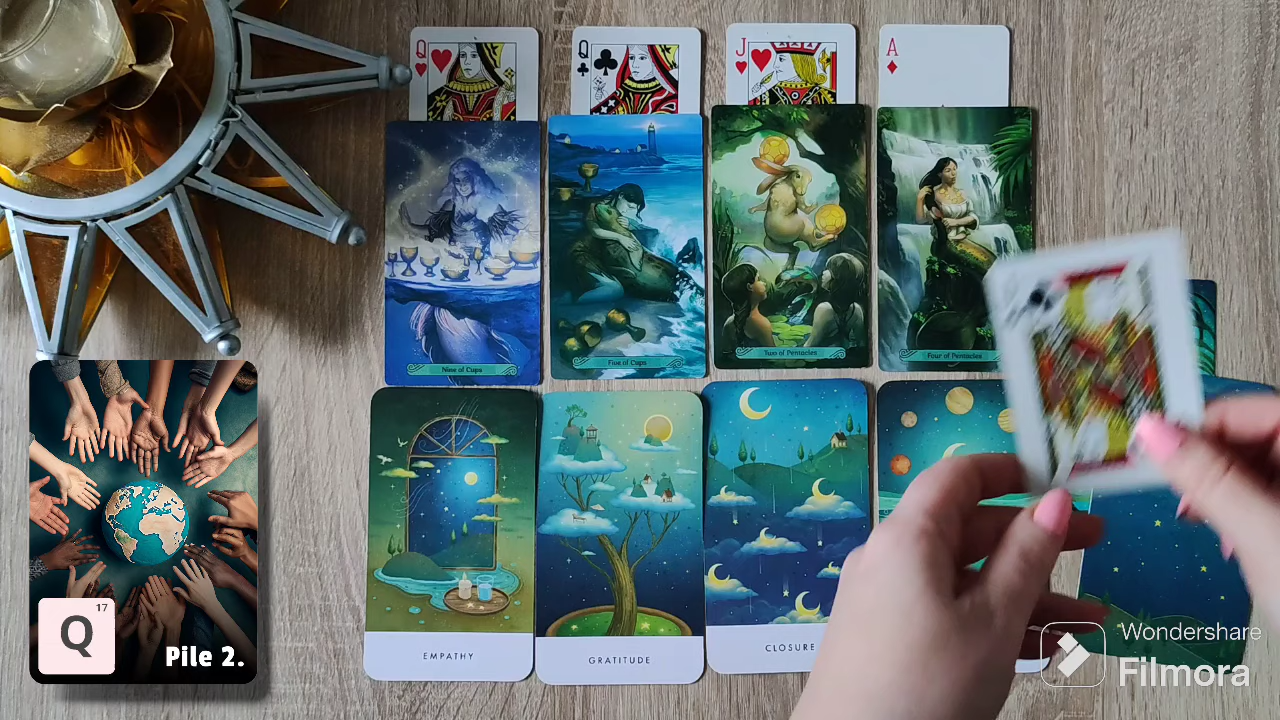 Q
Q
J
A
Nine of Cups
Five of Cups
Two of Pentacles
Four of Pentacles
EMPATHY
GRATITUDE
CLOSURE
17
Q
Pile 2.
Wondershare
Filmora